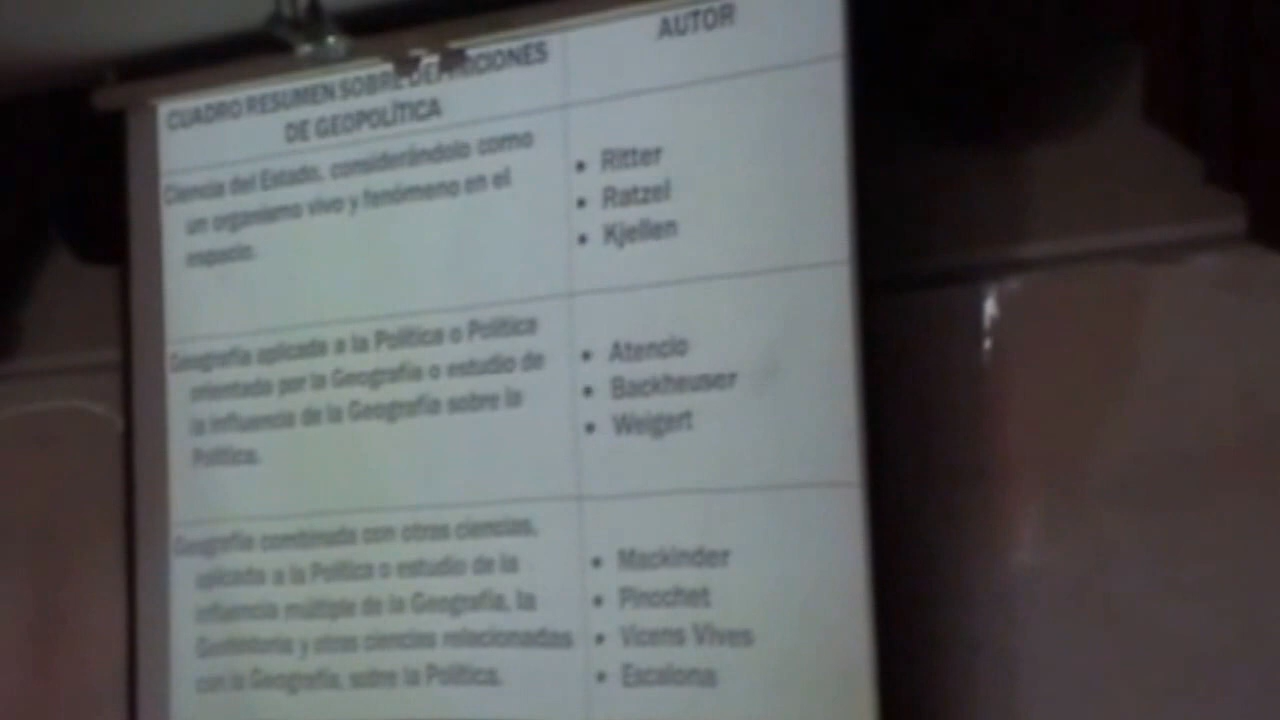 CUADRO RESUMEN SOBRE DEFINICIONES
DE GEOPOLÍTICA
AUTOR
Ciencia del Estado, considerándolo como
un organismo vivo y fenómeno en el
espacio.
• Ritter
• Ratzel
• Kjellen
Geografía aplicada a la Política o Política
orientada por la Geografía o estudio de
la influencia de la Geografía sobre la
Política.
• Atencio
• Backheuser
• Weigert
Geografía combinada con otras ciencias,
aplicada a la Política o estudio de la
influencia múltiple de la Geografía, la
Geohistoria y otras ciencias relacionadas
con la Geografía, sobre la Política.
• Mackinder
• Pinochet
• Vicens Vives
• Escalona